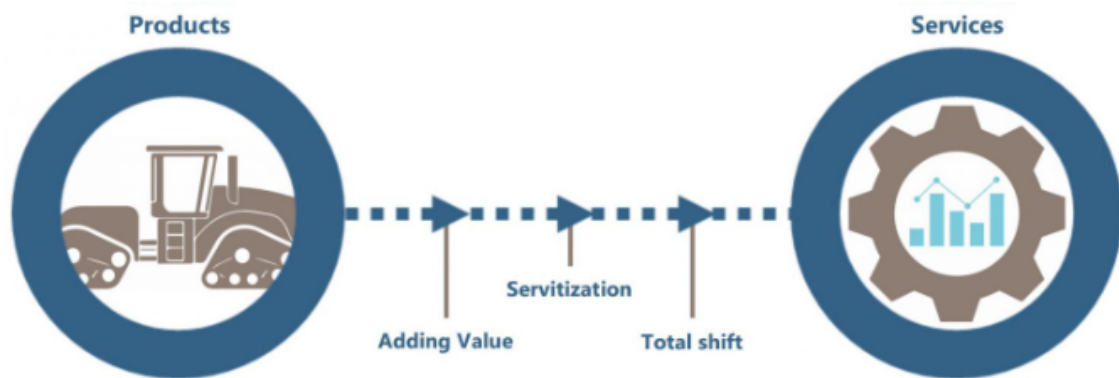 Products
Services
Servitization
Adding Value
Total shift